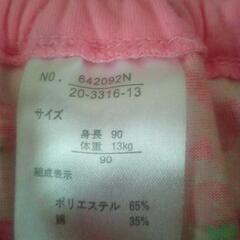 NO. 642092N
20-3316-13
サイズ
身長 90
体重 13kg
90
組成表示
ポリエステル 65%
綿 35%